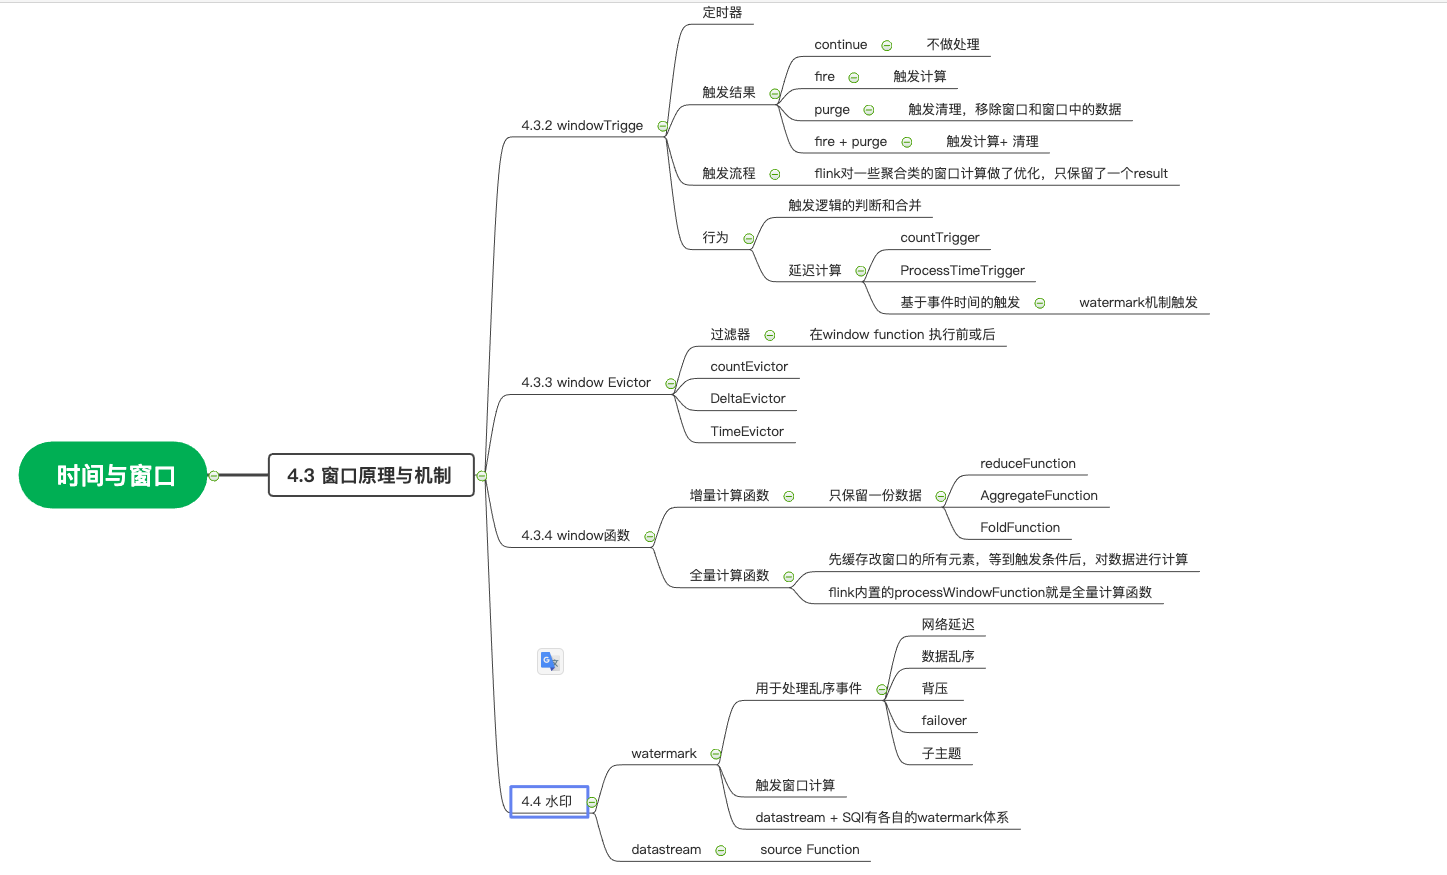 时间与窗口
4.3 窗口原理与机制
4.3.2 windowTrigge
定时器
触发结果
continue
不做处理
fire
触发计算
purge
触发清理，移除窗口和窗口中的数据
fire + purge
触发计算+ 清理
触发流程
flink对一些聚合类的窗口计算做了优化，只保留了一个result
行为
触发逻辑的判断和合并
延迟计算
countTrigger
ProcessTimeTrigger
基于事件时间的触发
watermark机制触发
4.3.3 window Evictor
过滤器
在window function 执行前或后
countEvictor
DeltaEvictor
TimeEvictor
4.3.4 window函数
增量计算函数
只保留一份数据
reduceFunction
AggregateFunction
FoldFunction
全量计算函数
先缓存改窗口的所有元素，等到触发条件后，对数据进行计算
flink内置的processWindowFunction就是全量计算函数
4.4 水印
watermark
用于处理乱序事件
网络延迟
数据乱序
背压
failover
子主题
触发窗口计算
datastream + SQl有各自的watermark体系
datastream
source Function